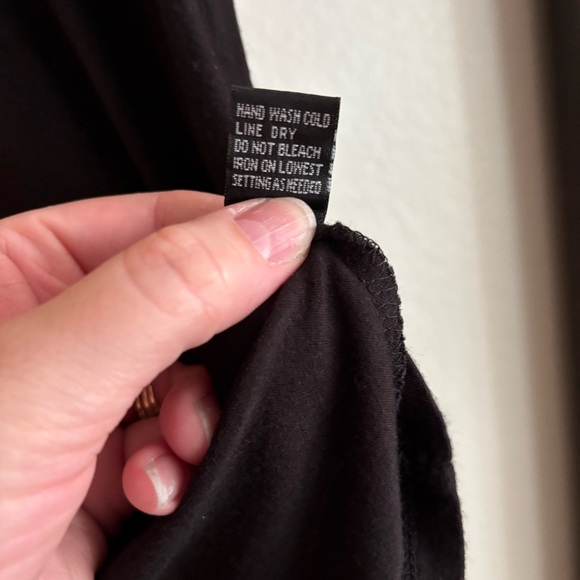 HAND WASH COLD
LINE DRY
DO NOT BLEACH
IRON ON LOWEST
SETTING AS NEEDED